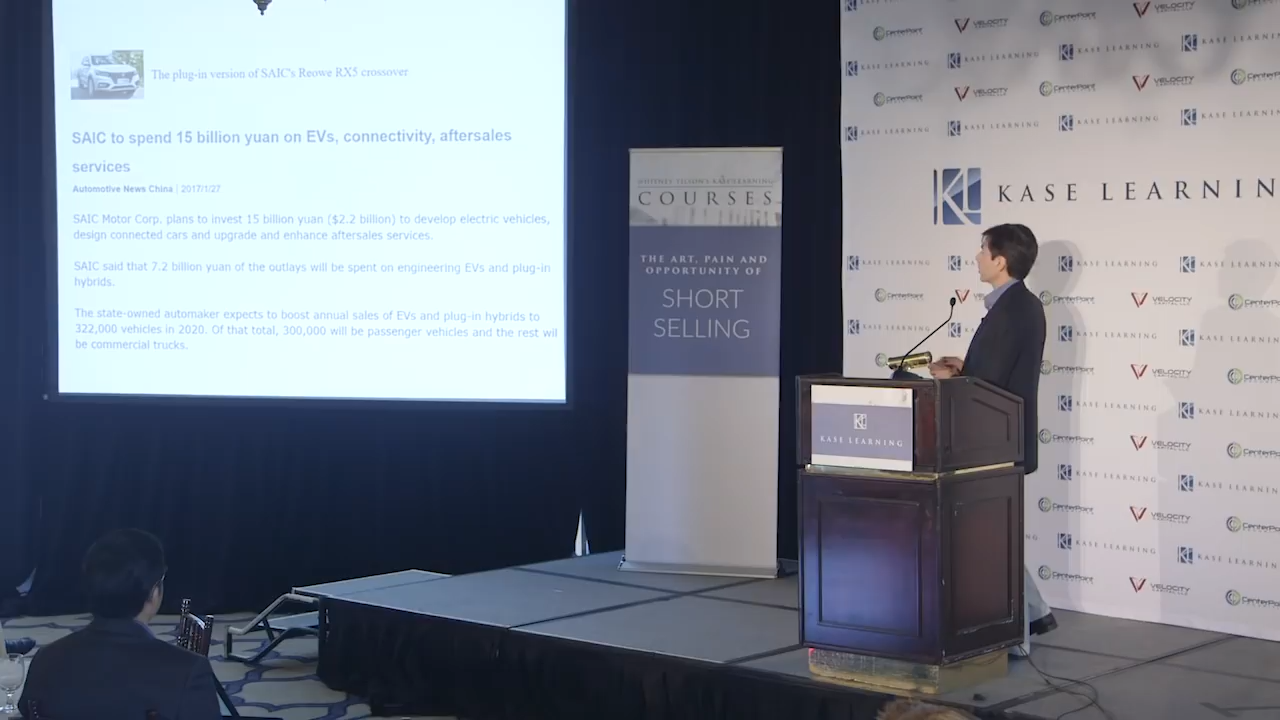 The plug-in version of SAIC's Reowe RX5 crossover
SAIC to spend 15 billion yuan on EVs, connectivity, aftersales
services
Automotive News China | 2017/1/27
SAIC Motor Corp. plans to invest 15 billion yuan ($2.2 billion) to develop electric vehicles,
design connected cars and upgrade and enhance aftersales services.
SAIC said that 7.2 billion yuan of the outlays will be spent on engineering EVs and plug-in
hybrids.
The state-owned automaker expects to boost annual sales of EVs and plug-in hybrids to
322,000 vehicles in 2020. Of that total, 300,000 will be passenger vehicles and the rest will
be commercial trucks.
WHITNEY TILSON'S KASE LEARNING
COURSES
THE ART, PAIN AND
OPPORTUNITY OF
SHORT
SELLING
KASE LEARNING
KASE LEARNIN
CenterPoint
VELOCITY
KASE LEARNING